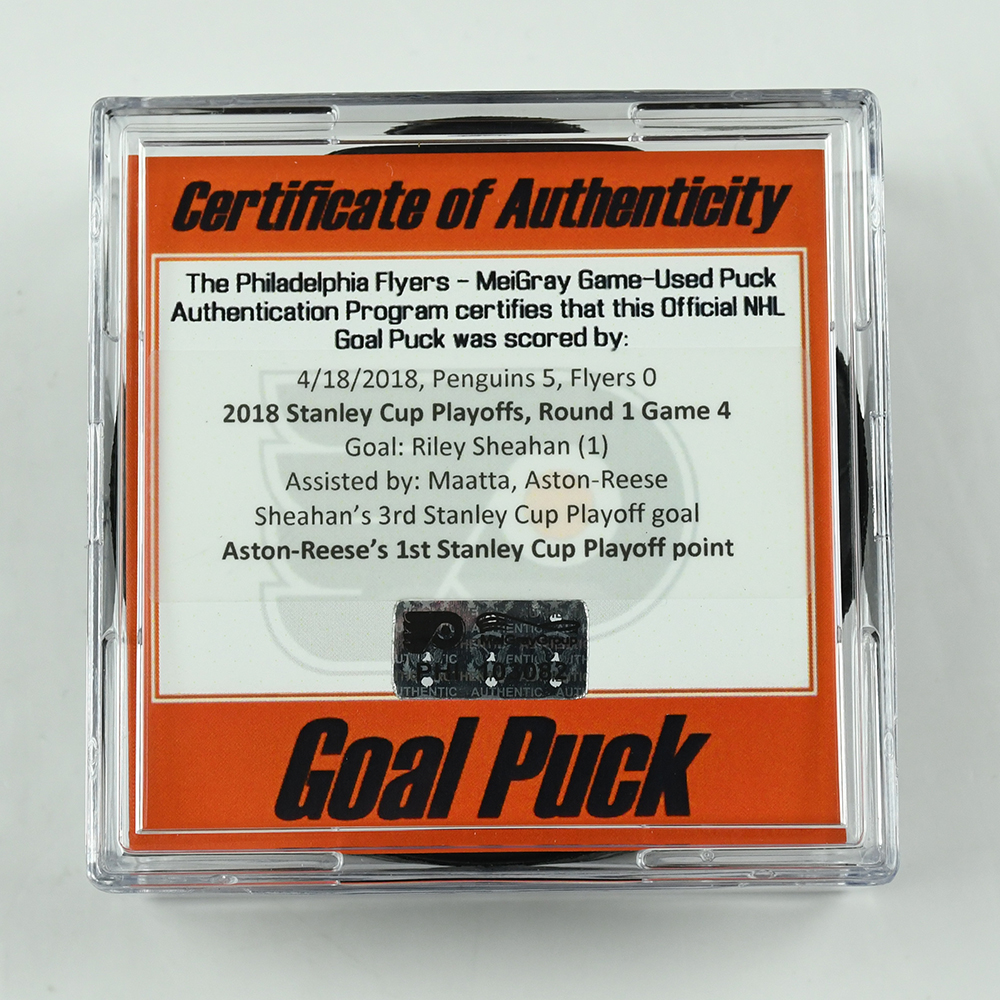 Certificate of Authenticity
The Philadelphia Flyers - MeiGray Game-Used Puck
Authentication Program certifies that this Official NHL
Goal Puck was scored by:
4/18/2018, Penguins 5, Flyers 0
2018 Stanley Cup Playoffs, Round 1 Game 4
Goal: Riley Sheahan (1)
Assisted by: Maatta, Aston-Reese
Sheahan's 3rd Stanley Cup Playoff goal
Aston-Reese's 1st Stanley Cup Playoff point
AUTHENTIC
Goal Puck